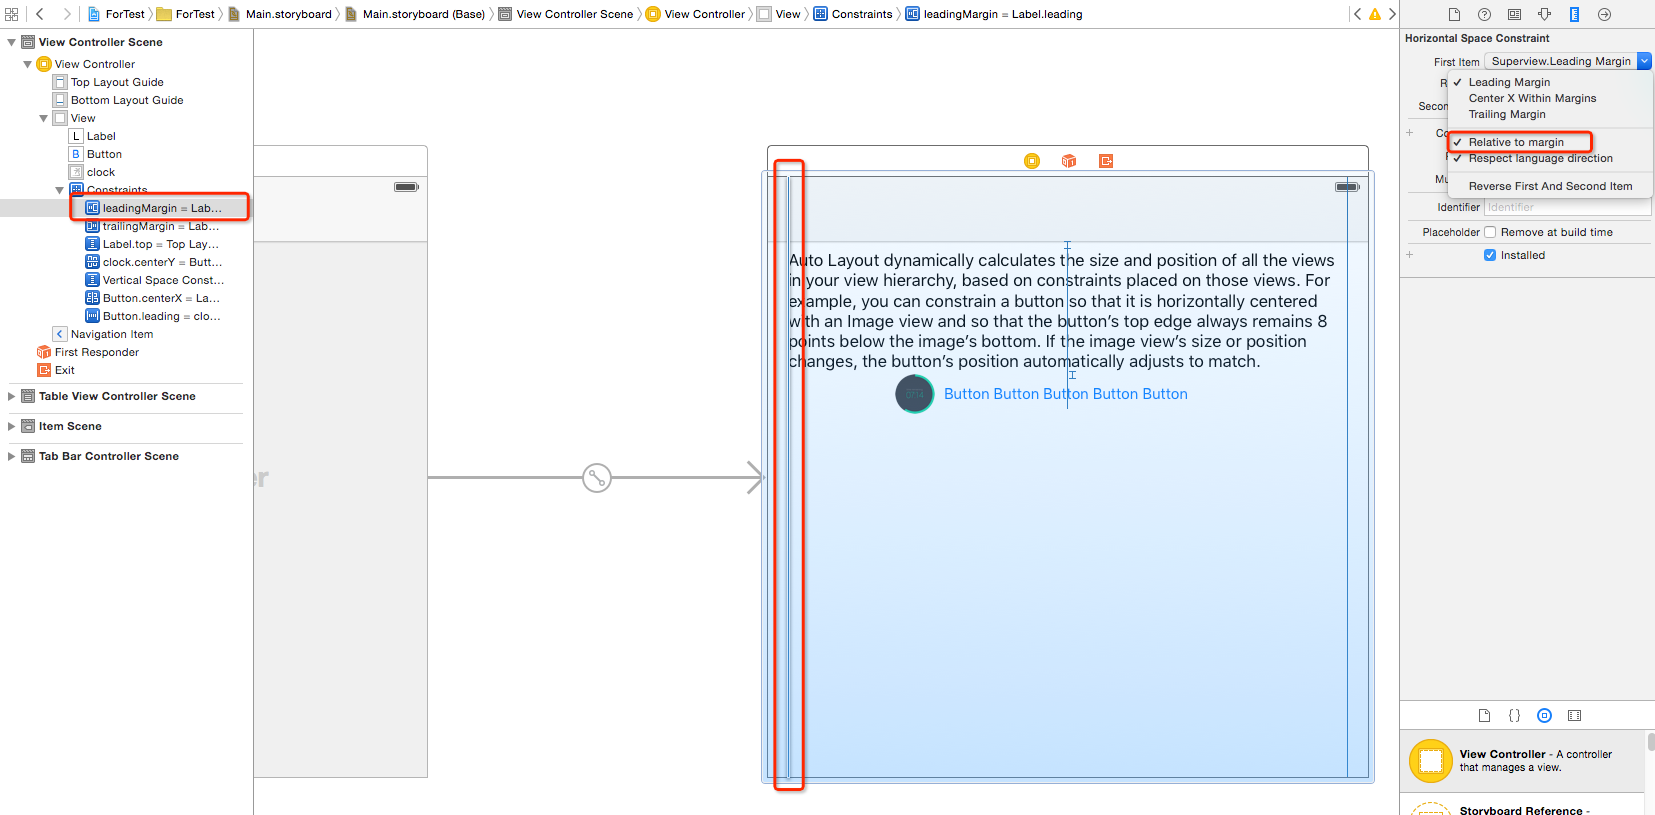 ForTest
ForTest
Main.storyboard
Main.storyboard (Base)
View Controller Scene
View Controller
View
Constraints
leadingMargin = Label.leading
View Controller Scene
View Controller
Top Layout Guide
Bottom Layout Guide
View
L Label
B Button
clock
Constraints
leadingMargin = Lab...
trailingMargin = Lab...
Label.top = Top Lay...
clock.centerY = Butt...
Vertical Space Const...
Button.centerX = La...
Button.leading = clo...
Navigation Item
First Responder
Exit
Table View Controller Scene
Item Scene
Tab Bar Controller Scene
er
Auto Layout dynamically calculates the size and position of all the views
in your view hierarchy, based on constraints placed on those views. For
example, you can constrain a button so that it is horizontally centered
with an Image view and so that the button’s top edge always remains 8
points below the image’s bottom. If the image view’s size or position
changes, the button’s position automatically adjusts to match.
Button Button Button Button Button
Horizontal Space Constraint
First Item Superview.Leading Margin
R
Leading Margin
Center X Within Margins
Secon
Trailing Margin
Co
Relative to margin
Respect language direction
Mu
Reverse First And Second Item
Identifier Identifier
Placeholder Remove at build time
Installed
View Controller - A controller
that manages a view.
Storyboard Reference -